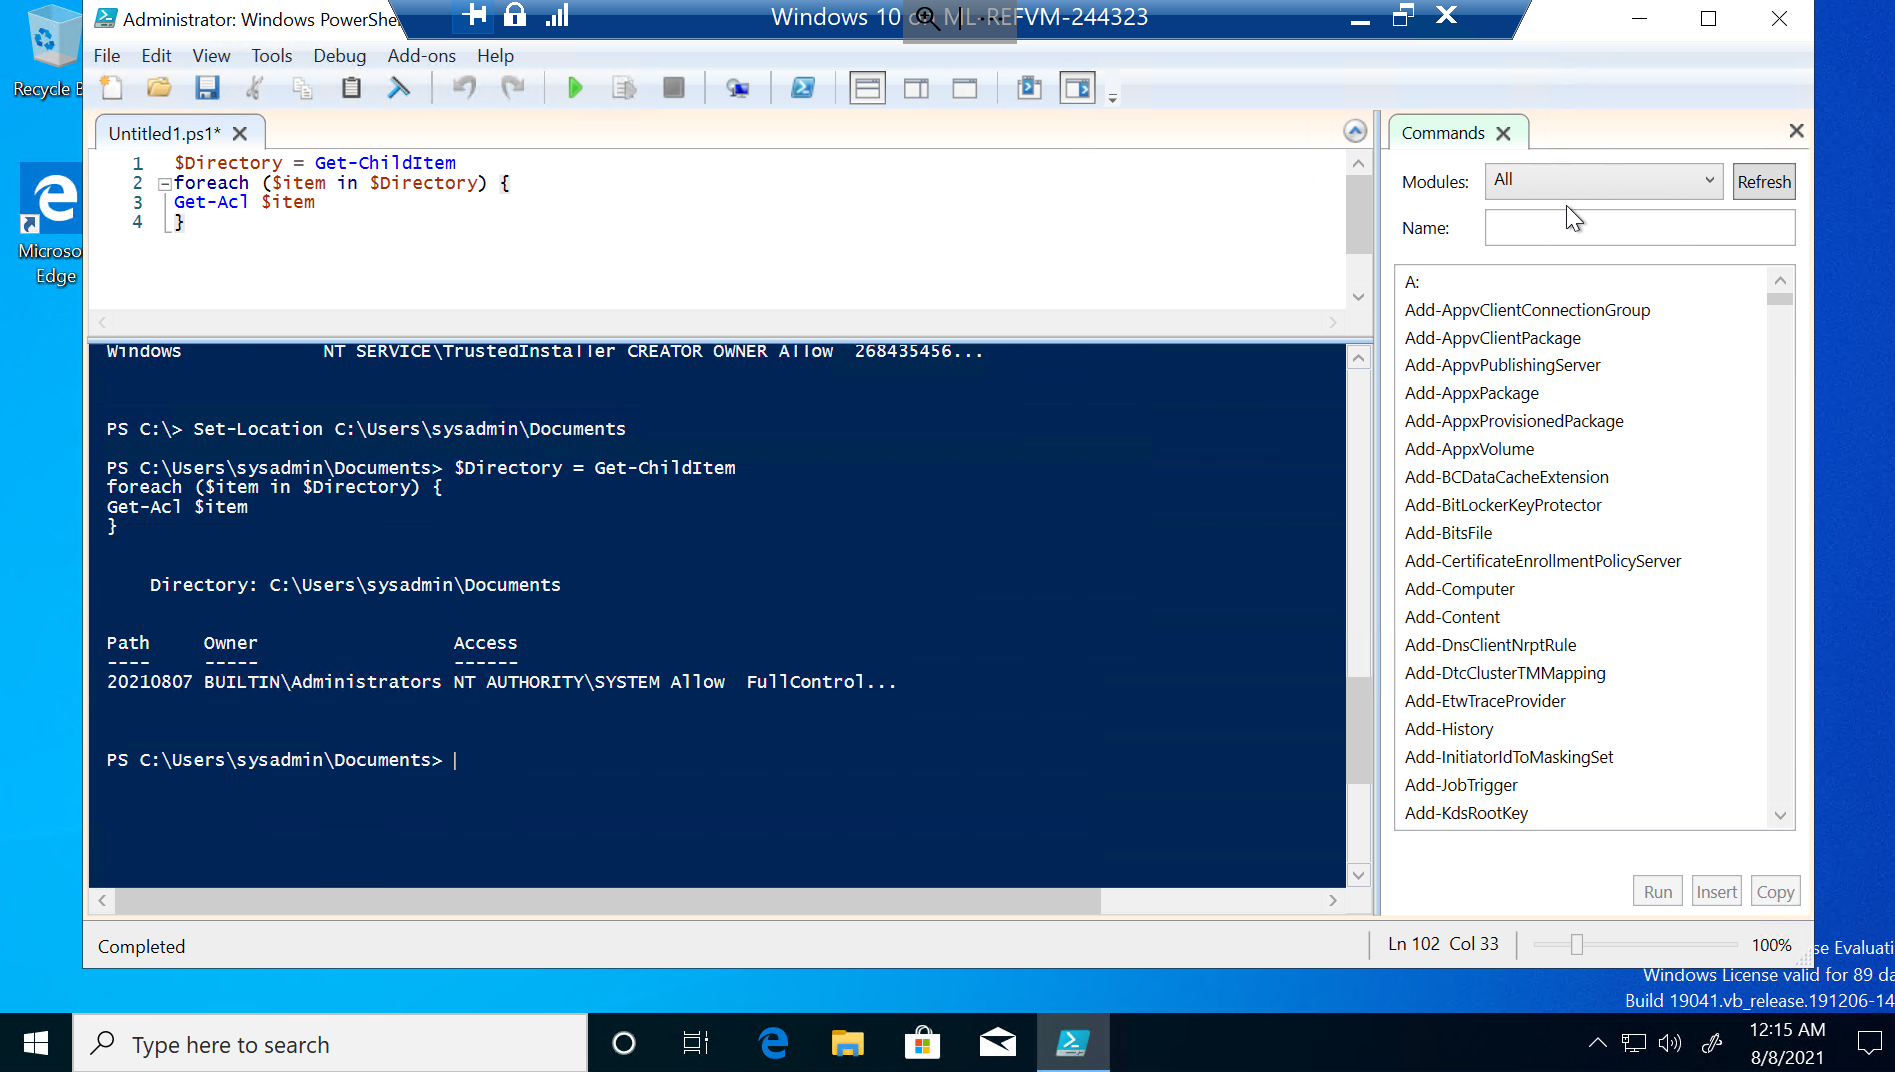 Recycle B
Microso
Edge
Administrator: Windows PowerShe
Windows 10 on ML-REFVM-244323
File Edit View Tools Debug Add-ons Help
Untitled1.ps1*
1 $Directory = Get-ChildItem
2 foreach ($item in $Directory) {
3 Get-Acl $item
4 }
Windows NT SERVICE\TrustedInstaller CREATOR OWNER Allow 268435456...
PS C:\> Set-Location C:\Users\sysadmin\Documents
PS C:\Users\sysadmin\Documents> $Directory = Get-ChildItem
foreach ($item in $Directory) {
Get-Acl $item
}
Directory: C:\Users\sysadmin\Documents
Path Owner Access
---- ----- ------
20210807 BUILTIN\Administrators NT AUTHORITY\SYSTEM Allow FullControl...
PS C:\Users\sysadmin\Documents>
Commands
Modules: All Refresh
Name:
A:
Add-AppvClientConnectionGroup
Add-AppvClientPackage
Add-AppvPublishingServer
Add-AppxPackage
Add-AppxProvisionedPackage
Add-AppxVolume
Add-BCDataCacheExtension
Add-BitLockerKeyProtector
Add-BitsFile
Add-CertificateEnrollmentPolicyServer
Add-Computer
Add-Content
Add-DnsClientNrptRule
Add-DtcClusterTMMapping
Add-EtwTraceProvider
Add-History
Add-InitiatorIdToMaskingSet
Add-JobTrigger
Add-KdsRootKey
Run Insert Copy
Completed
Ln 102 Col 33
100%
se Evaluati
Windows License valid for 89 da
Build 19041.vb_release.191206-14
Type here to search
12:15 AM
8/8/2021